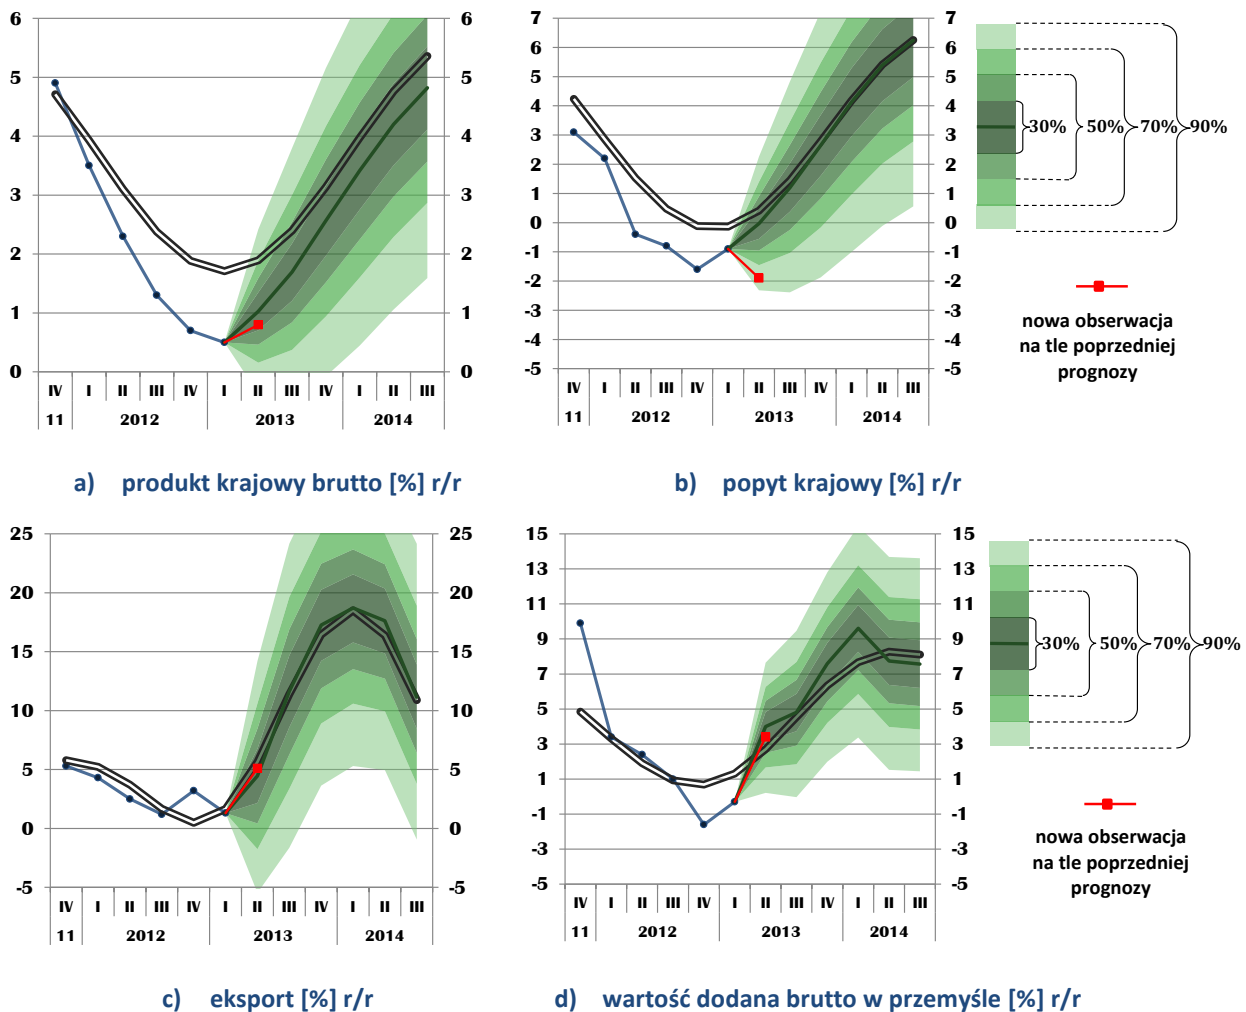 6 6 7 7
5 5 6 6
4 4 5 5
3 3 4 4
2 2 3 3
1 1 2 2
0 0 1 1
0 0
-1 -1
-2 -2
-3 -3
-4 -4
-5 -5
30% 50% 70% 90%
nowa obserwacja
na tle poprzedniej
prognozy
IV I II III IV I II III IV I II III
11 2012 2013 2014
IV I II III IV I II III IV I II III
11 2012 2013 2014
a) produkt krajowy brutto [%] r/r
b) popyt krajowy [%] r/r
25 25 15 15
20 20 13 13
15 15 11 11
10 10 9 9
5 5 7 7
0 0 5 5
-5 -5 3 3
1 1
-1 -1
-3 -3
-5 -5
30% 50% 70% 90%
nowa obserwacja
na tle poprzedniej
prognozy
IV I II III IV I II III IV I II III
11 2012 2013 2014
IV I II III IV I II III IV I II III
11 2012 2013 2014
c) eksport [%] r/r
d) wartość dodana brutto w przemyśle [%] r/r